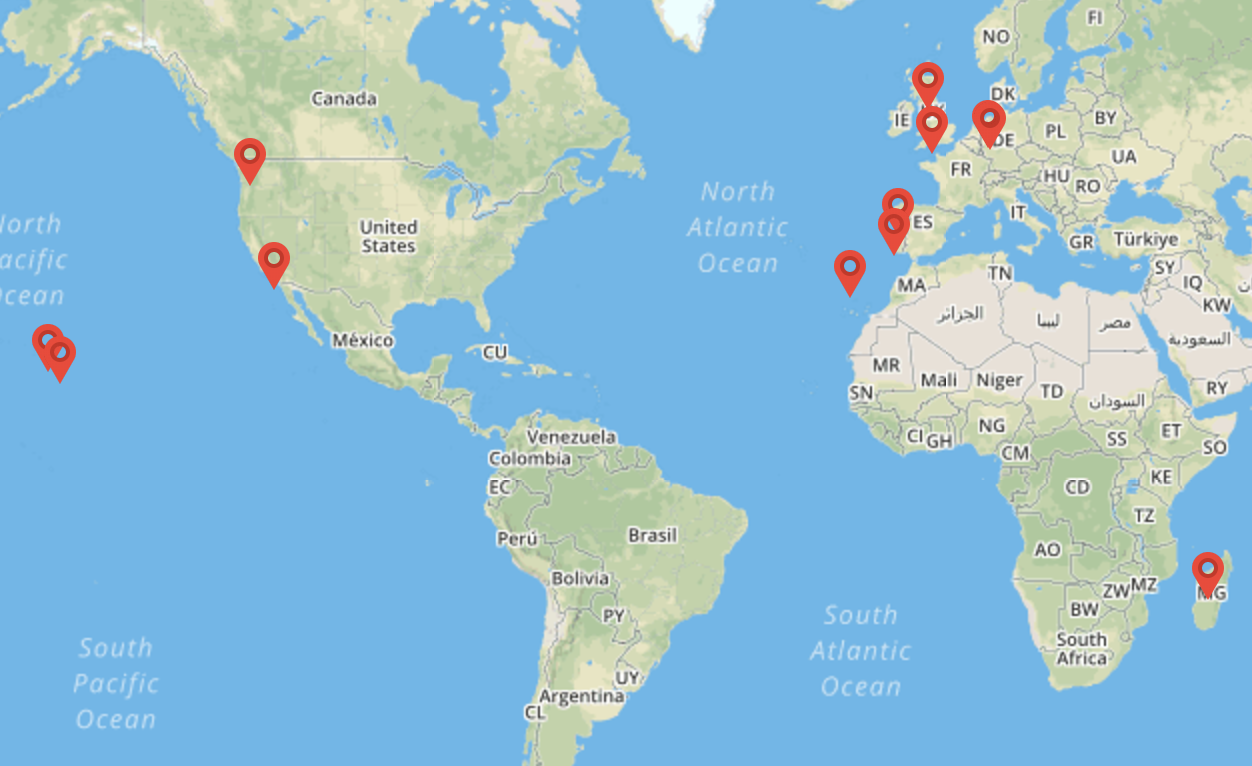 FI
NO
Canada
DK
IE
BY
PL
DE
UA
FR
HU
RO
North
Atlantic
Ocean
IT
ES
United
States
GR
Türkiye
North
acific
cean
SY
TN
IQ
MA
KW
الجزائر
ليبيا
مصر
السعودية
México
CU
MR
Mali
Niger
TD
RY
SN
السودان
NG
ET
CI
GH
SS
SO
Venezuela
CM
Colombia
KE
EC
CD
TZ
Perú
Brasil
AO
Bolivia
ZW
MZ
MG
BW
PY
South
Atlantic
Ocean
South
Africa
South
Pacific
Ocean
UY
Argentina
CL